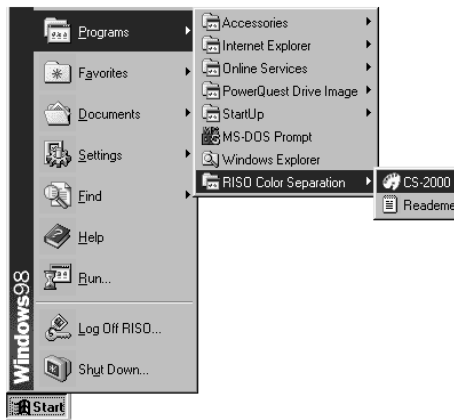 Programs
Favorites
Documents
Settings
Find
Help
Run...
Log Off RISO...
Shut Down...
Windows98
Start
Accessories
Internet Explorer
Online Services
PowerQuest Drive Image
StartUp
MS-DOS Prompt
Windows Explorer
RISO Color Separation
CS-2000
Reademe